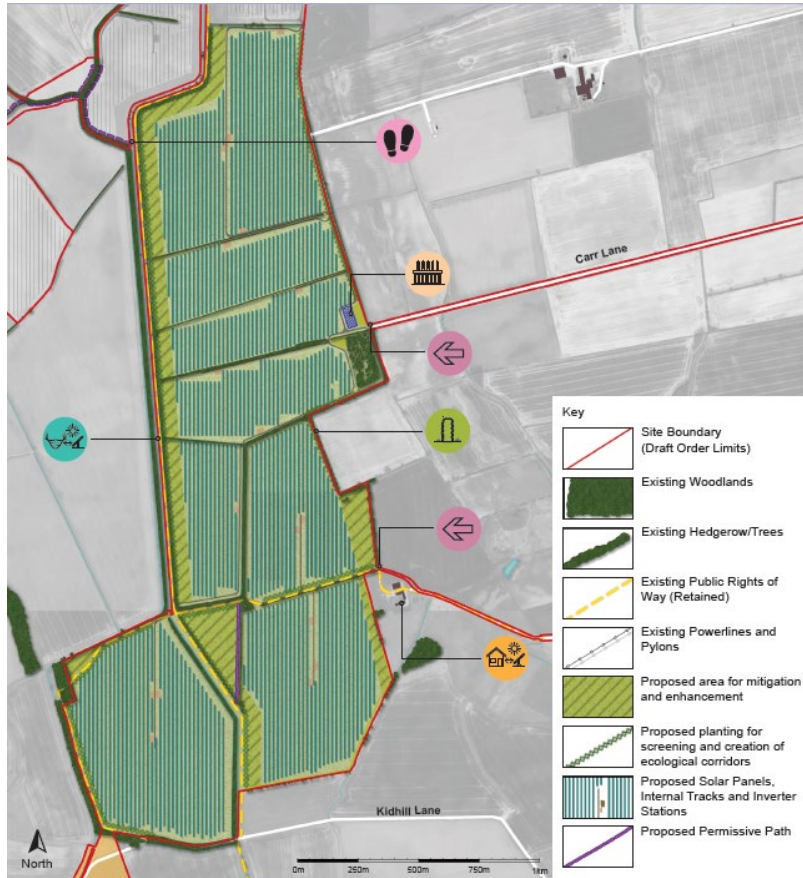 Carr Lane
Key
Site Boundary
(Draft Order Limits)
Existing Woodlands
Existing Hedgerow/Trees
Existing Public Rights of
Way (Retained)
Existing Powerlines and
Pylons
Proposed area for mitigation
and enhancement
Proposed planting for
screening and creation of
ecological corridors
Proposed Solar Panels,
Internal Tracks and Inverter
Stations
Proposed Permissive Path
Kidhill Lane
North
0m 250m 500m 750m 1km